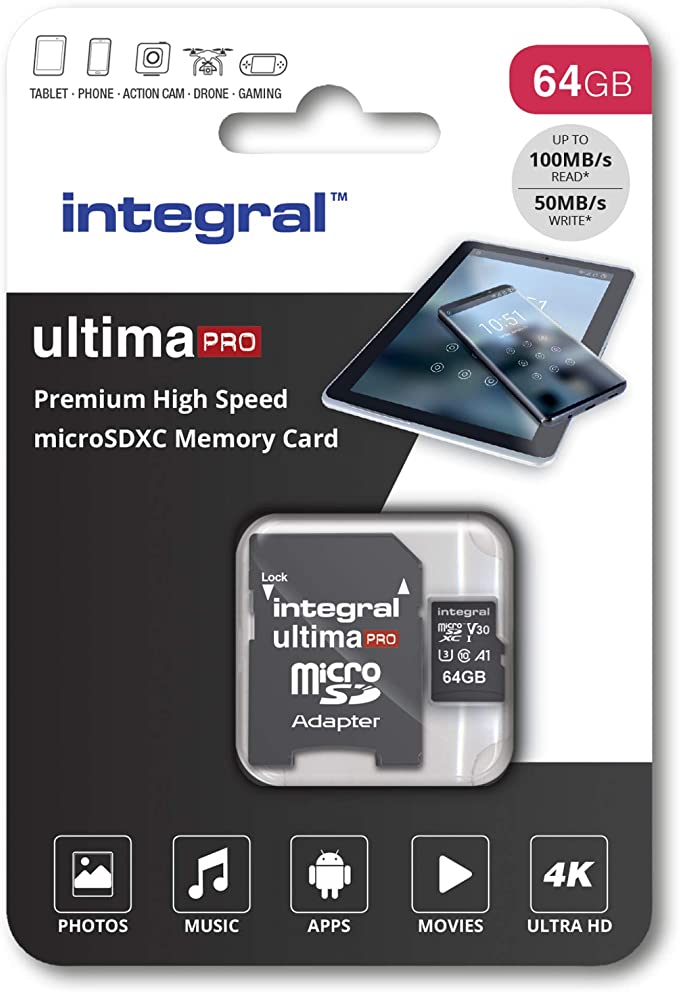 TABLET · PHONE · ACTION CAM · DRONE · GAMING
64GB
UP TO
100MB/s
READ*
50MB/s
WRITE*
integral™
10:51
ultima PRO
Premium High Speed
microSDXC Memory Card
Lock
integral
ultima PRO
micro
SD
Adapter
integral
micro SD XC I V30
U3 10 A1
64GB
4K
PHOTOS
MUSIC
APPS
MOVIES
ULTRA HD